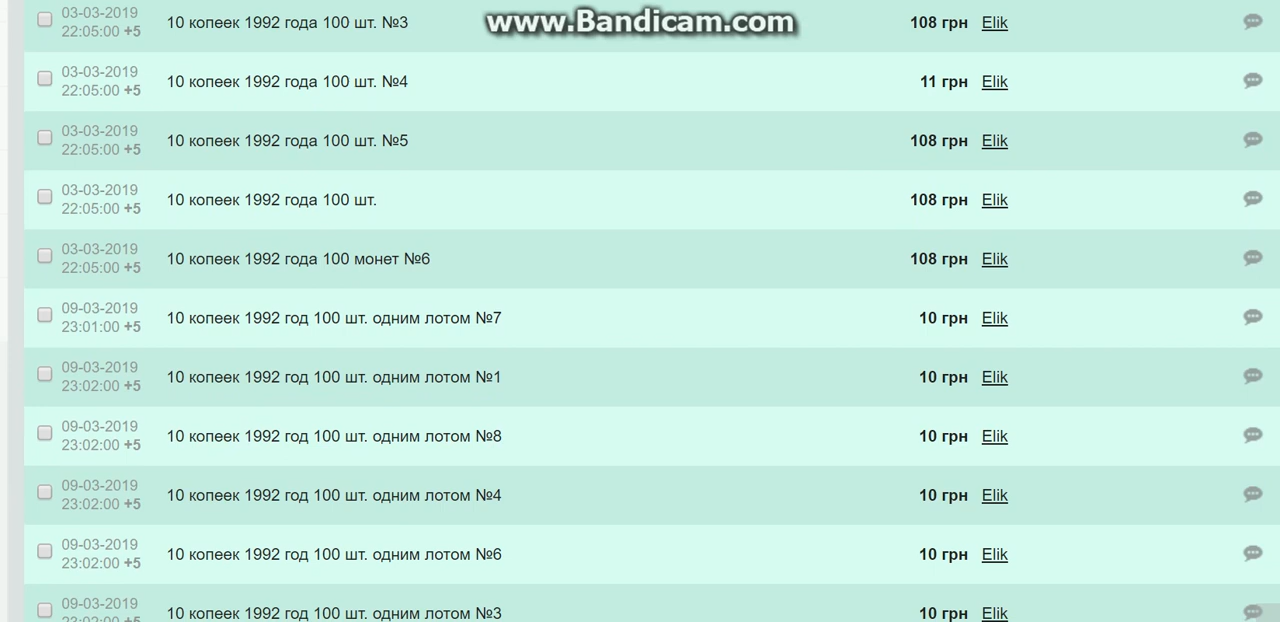 www.Bandicam.com
03-03-2019
22:05:00 +5
10 копеек 1992 года 100 шт. №3
108 грн Elik
03-03-2019
22:05:00 +5
10 копеек 1992 года 100 шт. №4
11 грн Elik
03-03-2019
22:05:00 +5
10 копеек 1992 года 100 шт. №5
108 грн Elik
03-03-2019
22:05:00 +5
10 копеек 1992 года 100 шт.
108 грн Elik
03-03-2019
22:05:00 +5
10 копеек 1992 года 100 монет №6
108 грн Elik
09-03-2019
23:01:00 +5
10 копеек 1992 год 100 шт. одним лотом №7
10 грн Elik
09-03-2019
23:02:00 +5
10 копеек 1992 год 100 шт. одним лотом №1
10 грн Elik
09-03-2019
23:02:00 +5
10 копеек 1992 год 100 шт. одним лотом №8
10 грн Elik
09-03-2019
23:02:00 +5
10 копеек 1992 год 100 шт. одним лотом №4
10 грн Elik
09-03-2019
23:02:00 +5
10 копеек 1992 год 100 шт. одним лотом №6
10 грн Elik
09-03-2019
23:02:00 +5
10 копеек 1992 год 100 шт. одним лотом №3
10 грн Elik